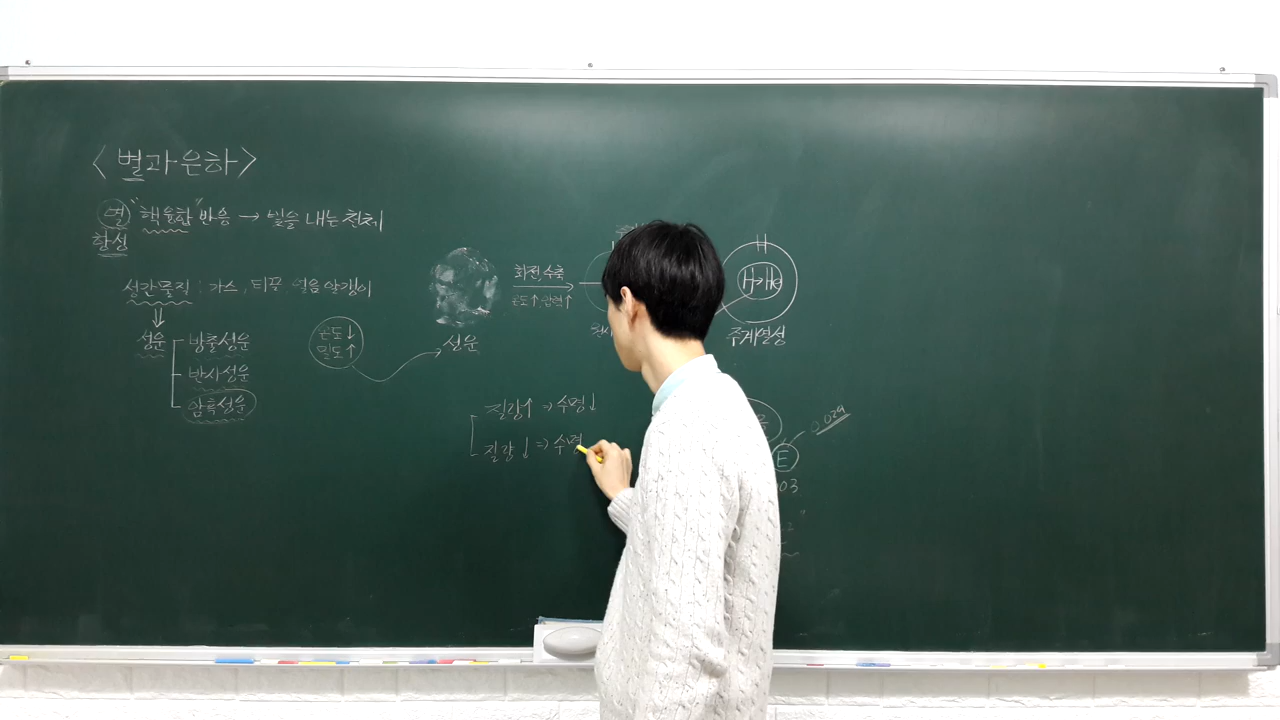 <별과 은하>
별 "핵융합" 반응 → 빛을 내는 천체
항성
성간물질 : 가스, 티끌 얼음 알갱이
성운
방출성운
반사성운
암흑성운
온도↓
밀도↑
성운
회전, 수축
온도↑, 압력↑
H
H→He
주계열성
질량↑ ⇒ 수명↓
질량↓ ⇒ 수명
E
0.029